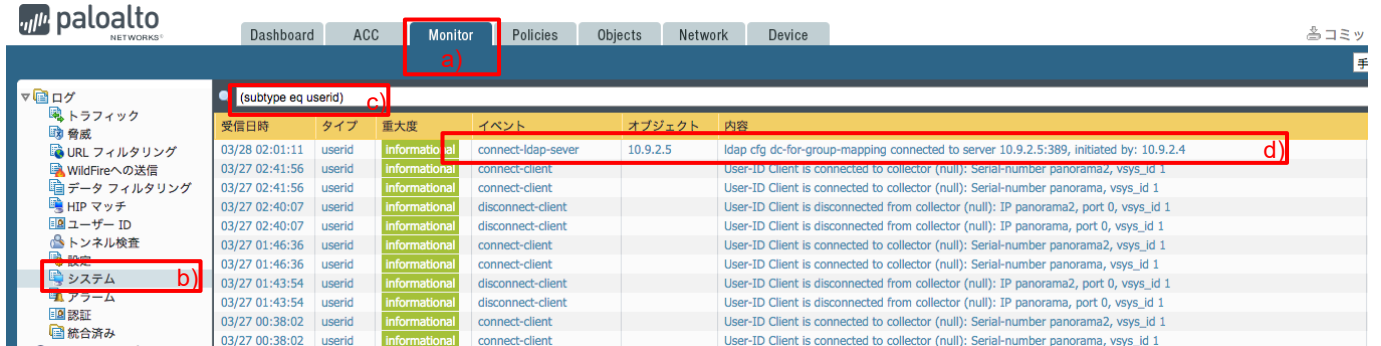 paloalto
NETWORKS®
Dashboard ACC Monitor Policies Objects Network Device
コミッ
a)
手
ログ
トラフィック
脅威
URL フィルタリング
WildFireへの送信
データ フィルタリング
HIP マッチ
ユーザー ID
トンネル検査
設定
システム b)
アラーム
認証
統合済み
(subtype eq userid) c)
受信日時 タイプ 重大度 イベント オブジェクト 内容
03/28 02:01:11 userid informational connect-ldap-sever 10.9.2.5 ldap cfg dc-for-group-mapping connected to server 10.9.2.5:389, initiated by: 10.9.2.4 d)
03/27 02:41:56 userid informational connect-client User-ID Client is connected to collector (null): Serial-number panorama2, vsys_id 1
03/27 02:41:56 userid informational connect-client User-ID Client is connected to collector (null): Serial-number panorama, vsys_id 1
03/27 02:40:07 userid informational disconnect-client User-ID Client is disconnected from collector (null): IP panorama2, port 0, vsys_id 1
03/27 02:40:07 userid informational disconnect-client User-ID Client is disconnected from collector (null): IP panorama, port 0, vsys_id 1
03/27 01:46:36 userid informational connect-client User-ID Client is connected to collector (null): Serial-number panorama2, vsys_id 1
03/27 01:46:36 userid informational connect-client User-ID Client is connected to collector (null): Serial-number panorama, vsys_id 1
03/27 01:43:54 userid informational disconnect-client User-ID Client is disconnected from collector (null): IP panorama2, port 0, vsys_id 1
03/27 01:43:54 userid informational disconnect-client User-ID Client is disconnected from collector (null): IP panorama, port 0, vsys_id 1
03/27 00:38:02 userid informational connect-client User-ID Client is connected to collector (null): Serial-number panorama2, vsys_id 1
03/27 00:38:02 userid informational connect-client User-ID Client is connected to collector (null): Serial-number panorama, vsys_id 1